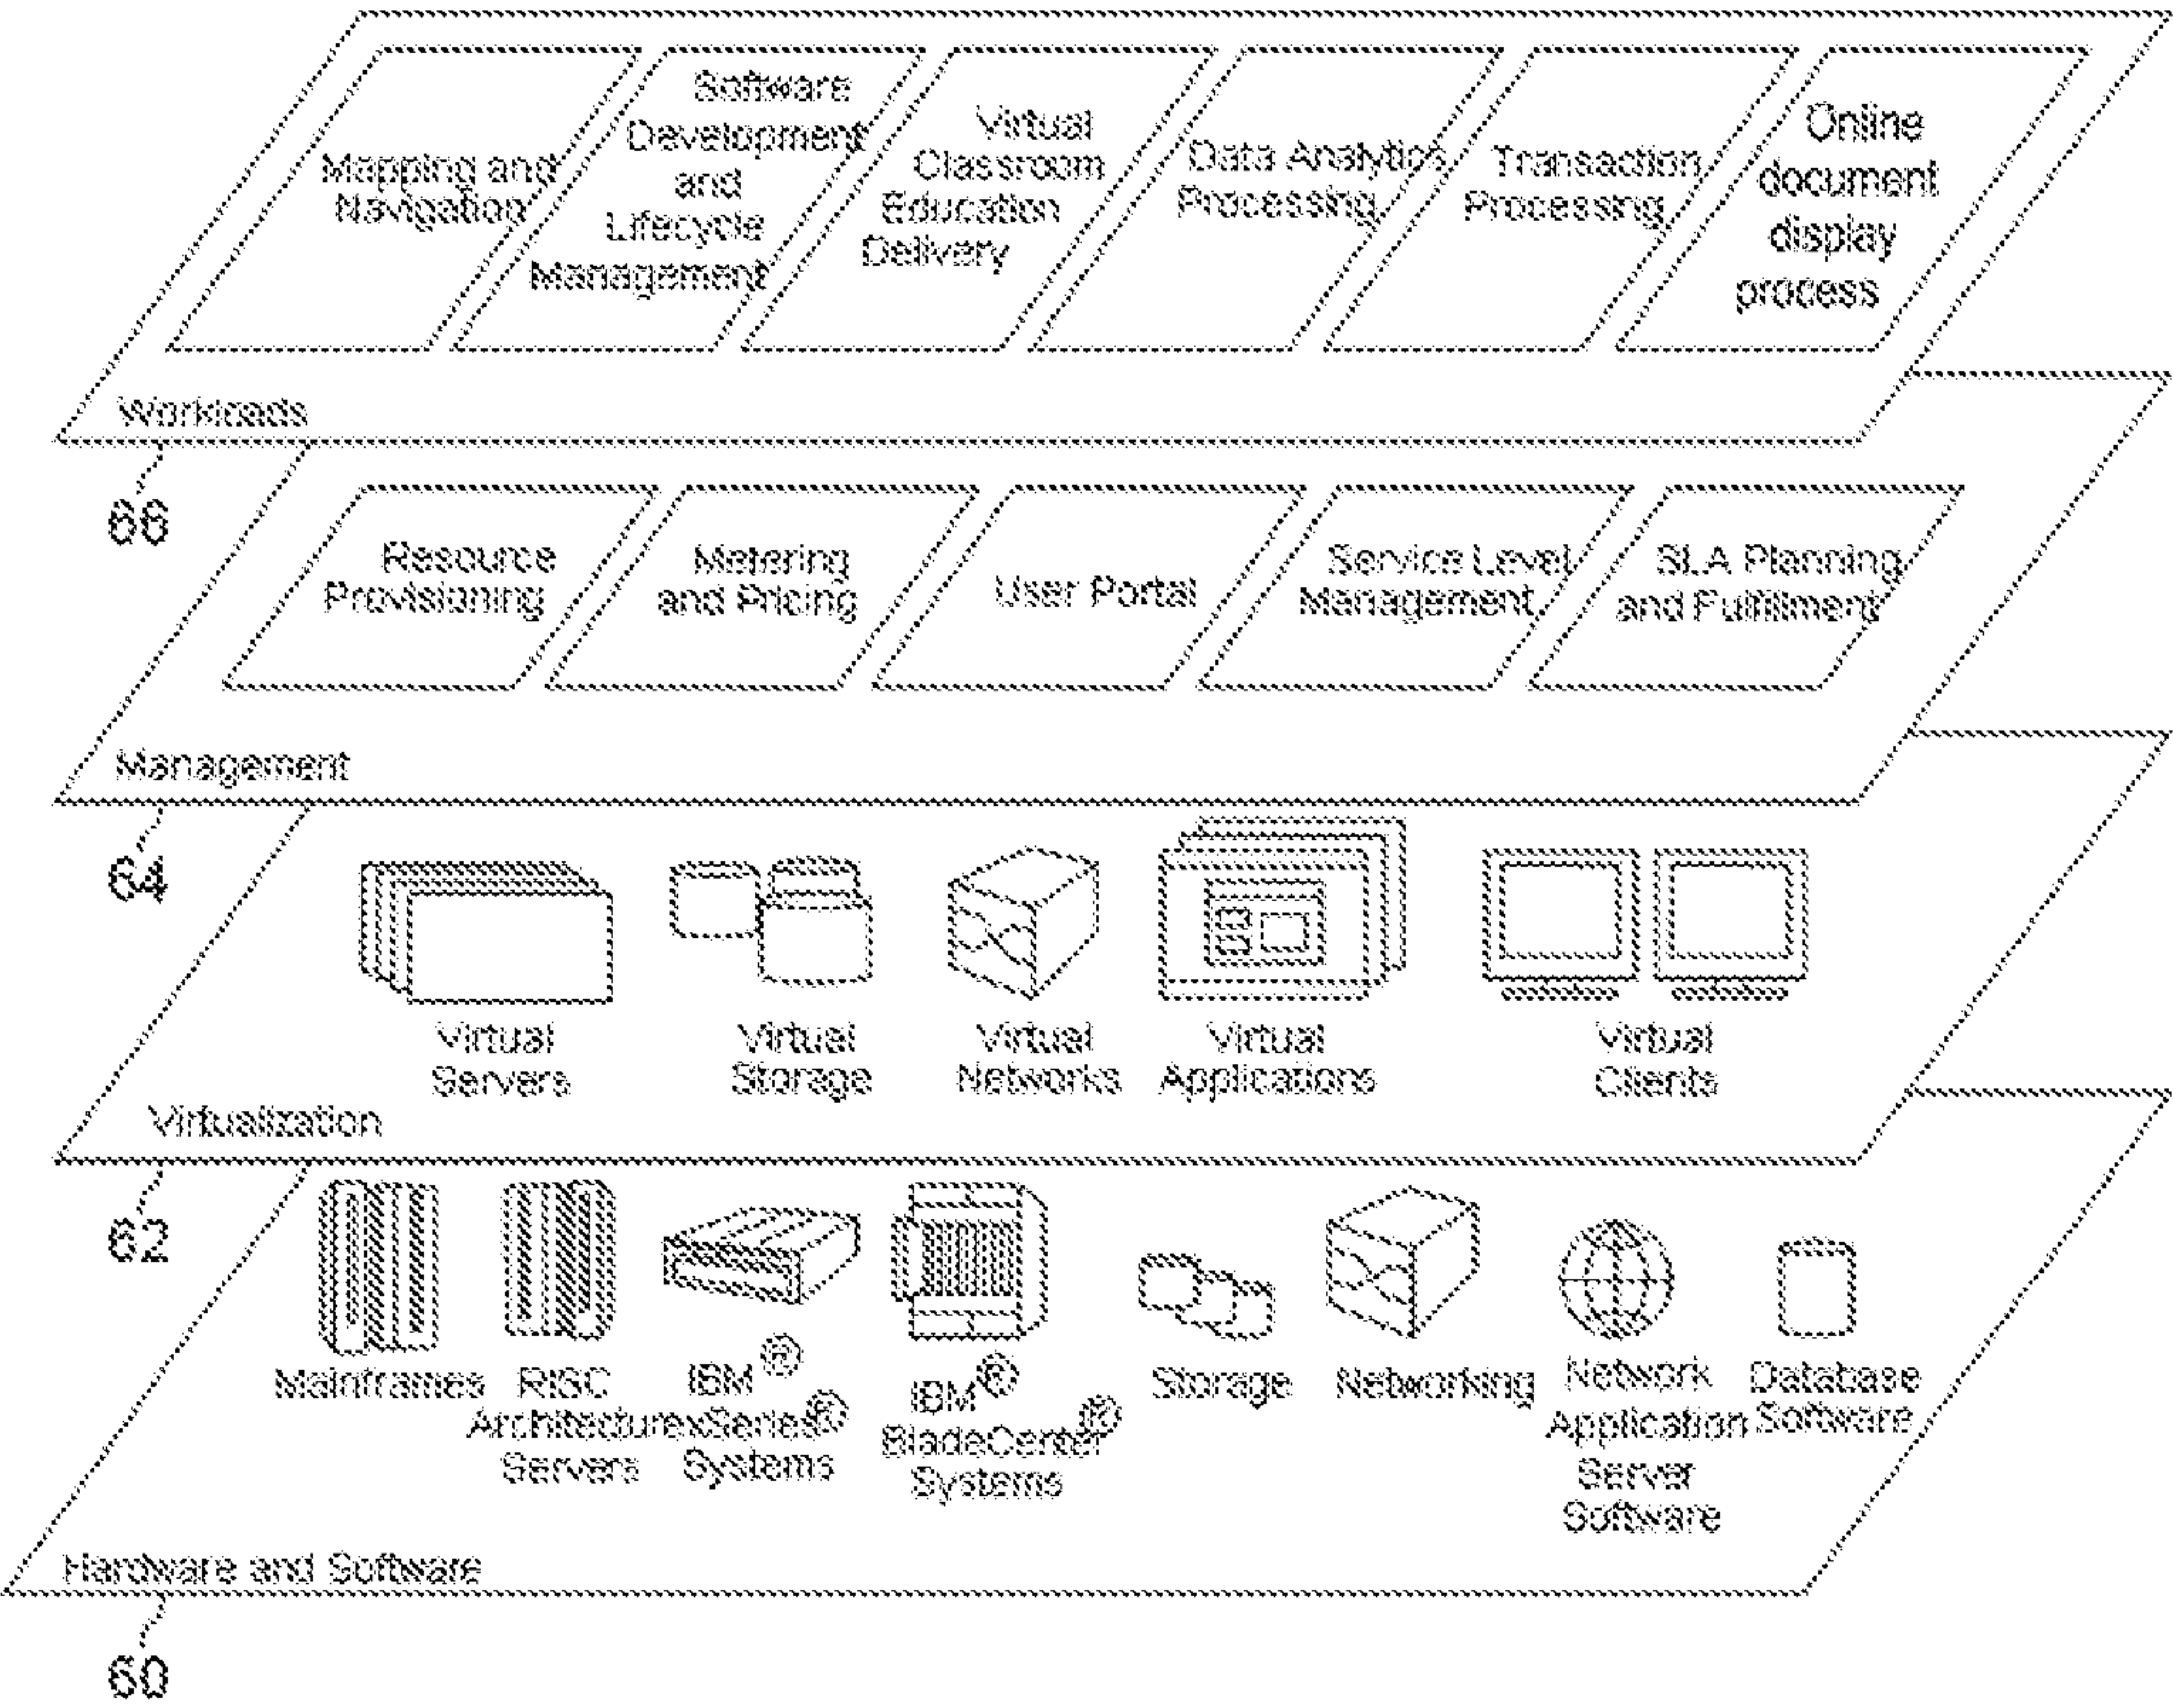 Mapping and
Navigation
Software
Development
and
Lifecycle
Management
Virtual
Classroom
Education
Delivery
Data Analytics
Processing
Transaction
Processing
Online
document
display
process
Workloads
66
Resource
Provisioning
Metering
and Pricing
User Portal
Service Level
Management
SLA Planning
and Fulfillment
Management
64
Virtual
Servers
Virtual
Storage
Virtual
Networks
Virtual
Applications
Virtual
Clients
Virtualization
62
Mainframes
RISC
Architecture
Servers
IBM®
xSeries®
Systems
IBM®
BladeCenter®
Systems
Storage
Networking
Network
Application
Server
Software
Database
Software
Hardware and Software
60